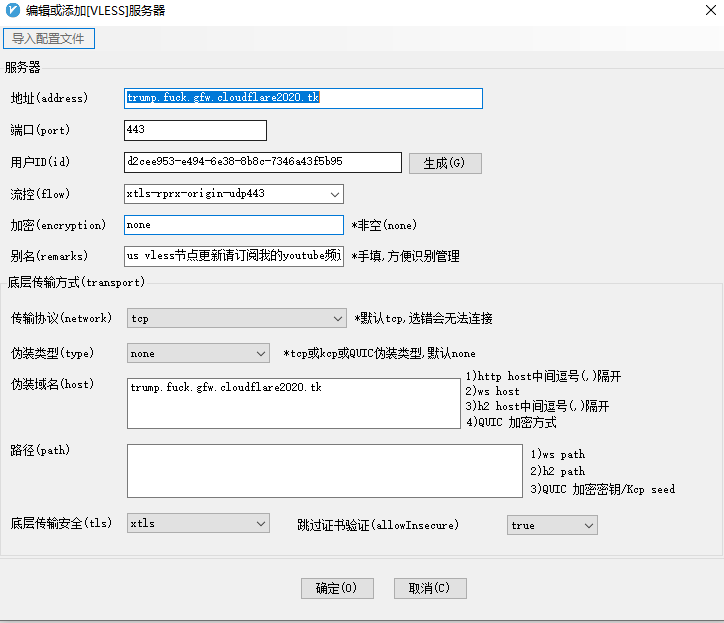 编辑或添加[VLESS]服务器
导入配置文件
服务器
地址(address) trump.fuck.gfw.cloudflare2020.tk
端口(port) 443
用户ID(id) d2cee953-e494-6e38-8b8c-7346a43f5b95 生成(G)
流控(flow) xtls-rprx-origin-udp443
加密(encryption) none *非空(none)
别名(remarks) us vless节点更新请订阅我的youtube频道 *手填,方便识别管理
底层传输方式(transport)
传输协议(network) tcp *默认tcp,选错会无法连接
伪装类型(type) none *tcp或kcp或QUIC伪装类型,默认none
伪装域名(host) trump.fuck.gfw.cloudflare2020.tk
1)http host中间逗号(,)隔开
2)ws host
3)h2 host中间逗号(,)隔开
4)QUIC 加密方式
路径(path)
1)ws path
2)h2 path
3)QUIC 加密密钥/Kcp seed
底层传输安全(tls) xtls 跳过证书验证(allowInsecure) true
确定(O) 取消(C)